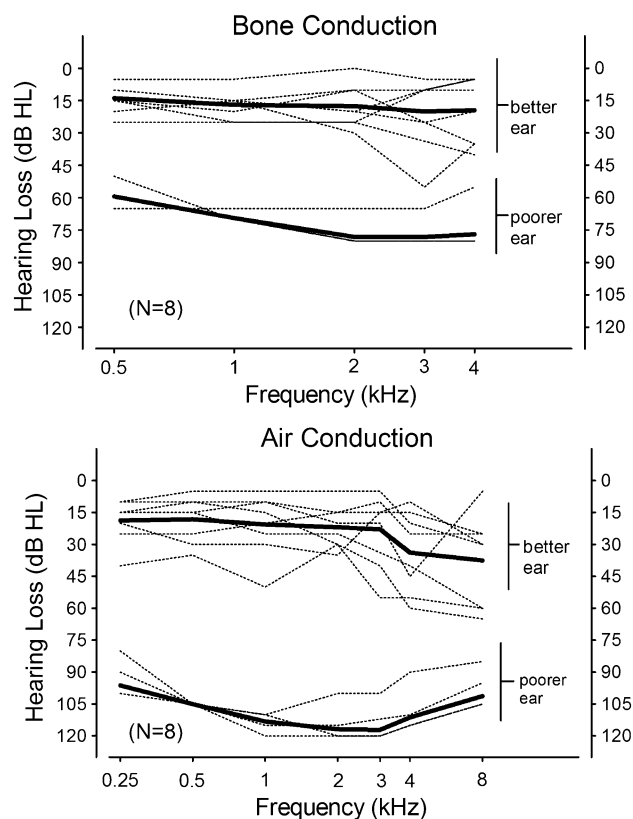 Bone Conduction
Hearing Loss (dB HL)
0
15
30
45
60
75
90
105
120
0
15
30
45
60
75
90
105
120
better
ear
poorer
ear
(N=8)
0.5 1 2 3 4
Frequency (kHz)
Air Conduction
Hearing Loss (dB HL)
0
15
30
45
60
75
90
105
120
0
15
30
45
60
75
90
105
120
better
ear
poorer
ear
(N=8)
0.25 0.5 1 2 3 4 8
Frequency (kHz)